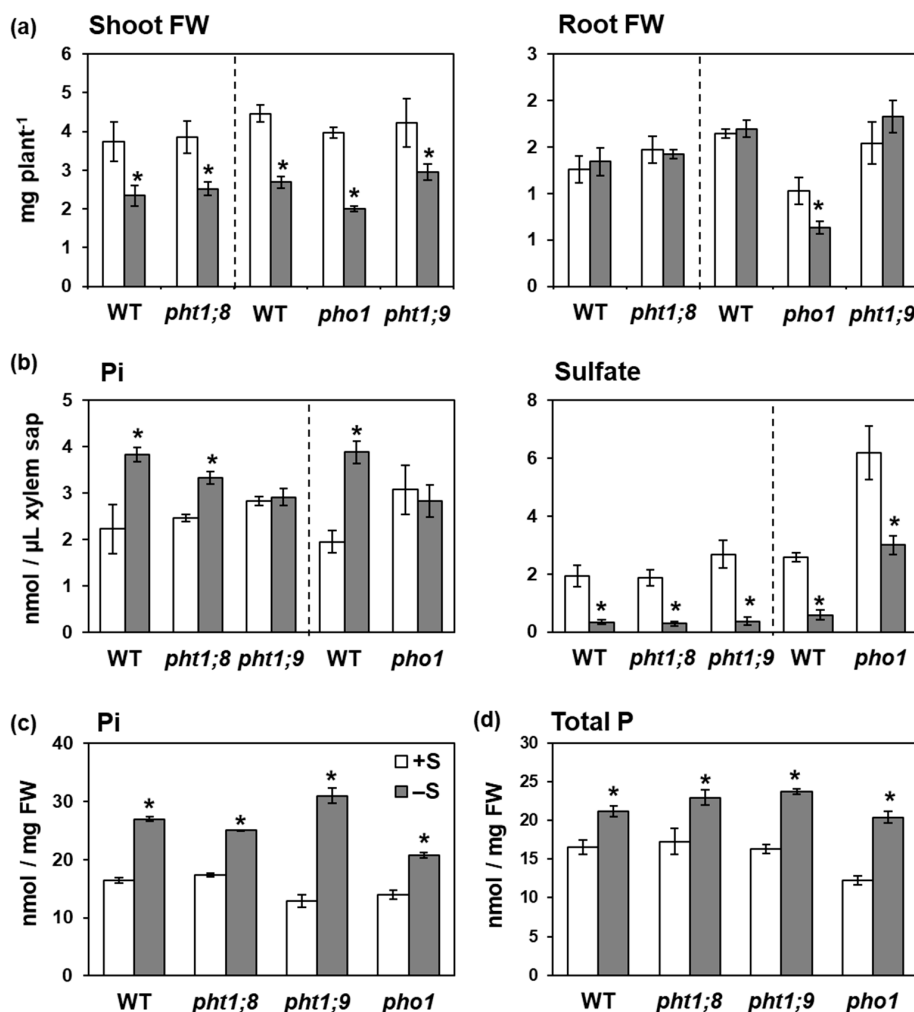 (a) Shoot FW Root FW
mg plant⁻¹
6
5
4
3
2
1
0
* * * * *
WT pht1;8 WT pho1 pht1;9
3
2
2
1
1
0
*
WT pht1;8 WT pho1 pht1;9
(b) Pi Sulfate
nmol / µL xylem sap
5
4
3
2
1
0
* * *
WT pht1;8 pht1;9 WT pho1
8
6
4
2
0
* * * * *
WT pht1;8 pht1;9 WT pho1
(c) Pi
nmol / mg FW
40
30
20
10
0
* * * *
+S
–S
WT pht1;8 pht1;9 pho1
(d) Total P
nmol / mg FW
30
25
20
15
10
5
0
* * * *
WT pht1;8 pht1;9 pho1